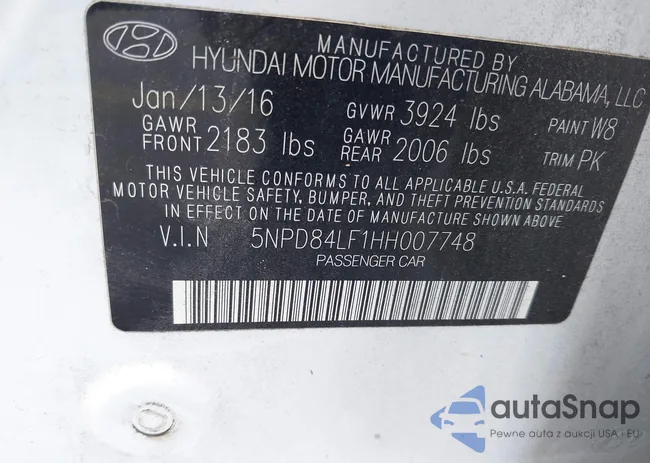 MANUFACTURED BY
HYUNDAI MOTOR MANUFACTURING ALABAMA, LLC
Jan/13/16 GVWR 3924 lbs PAINT W8
GAWR FRONT 2183 lbs GAWR REAR 2006 lbs TRIM PK
THIS VEHICLE CONFORMS TO ALL APPLICABLE U.S.A. FEDERAL
MOTOR VEHICLE SAFETY, BUMPER, AND THEFT PREVENTION STANDARDS
IN EFFECT ON THE DATE OF MANUFACTURE SHOWN ABOVE
V.I.N 5NPD84LF1HH007748
PASSENGER CAR
autaSnap
Pewne auta z aukcji USA i EU